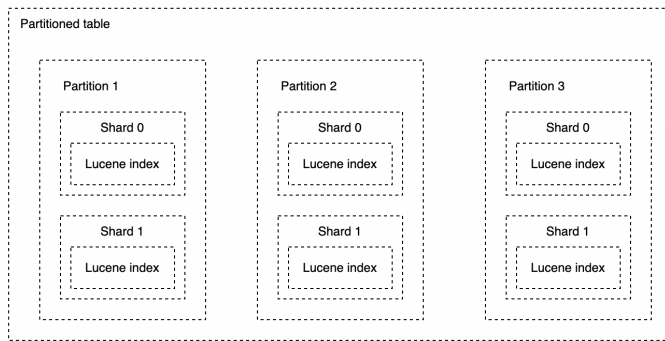 Partitioned table
Partition 1
Shard 0
Lucene index
Shard 1
Lucene index
Partition 2
Shard 0
Lucene index
Shard 1
Lucene index
Partition 3
Shard 0
Lucene index
Shard 1
Lucene index